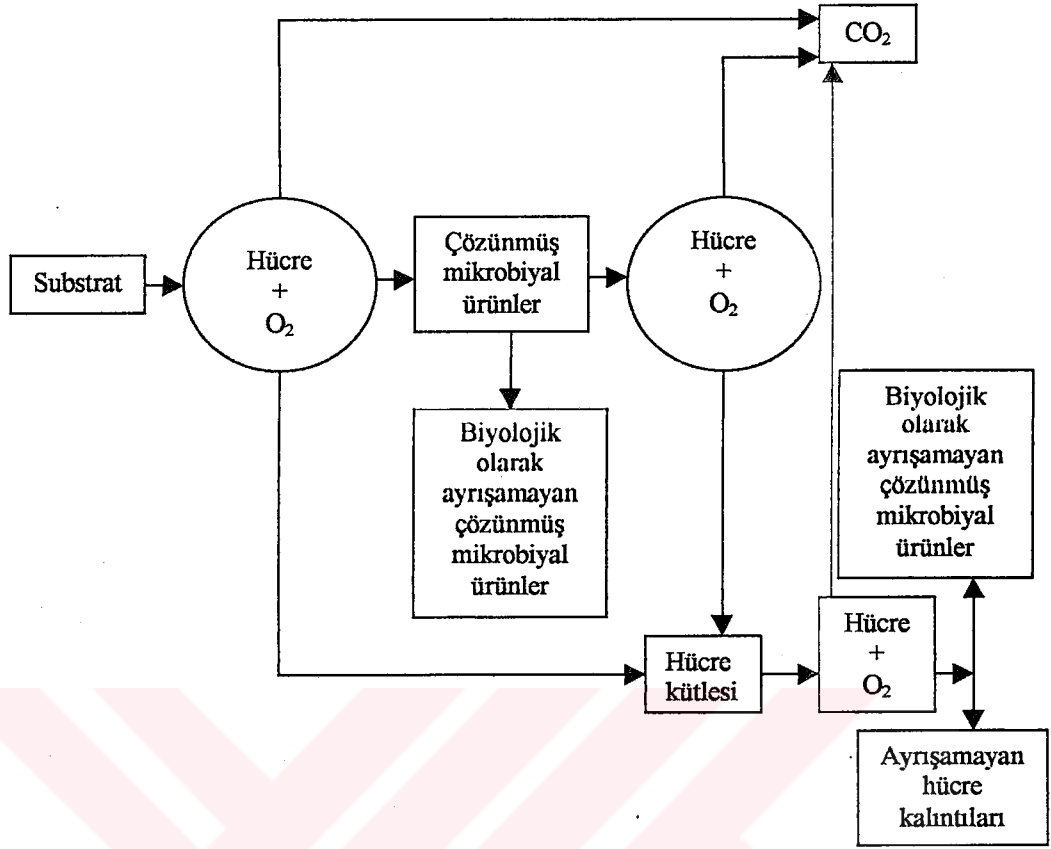 CO₂
Substrat
Hücre
+
O₂
Çözünmüş
mikrobiyal
ürünler
Hücre
+
O₂
Biyolojik
olarak
ayrışamayan
çözünmüş
mikrobiyal
ürünler
Biyolojik
olarak
ayrışamayan
çözünmüş
mikrobiyal
ürünler
Hücre
kütlesi
Hücre
+
O₂
Ayrışamayan
hücre
kalıntıları